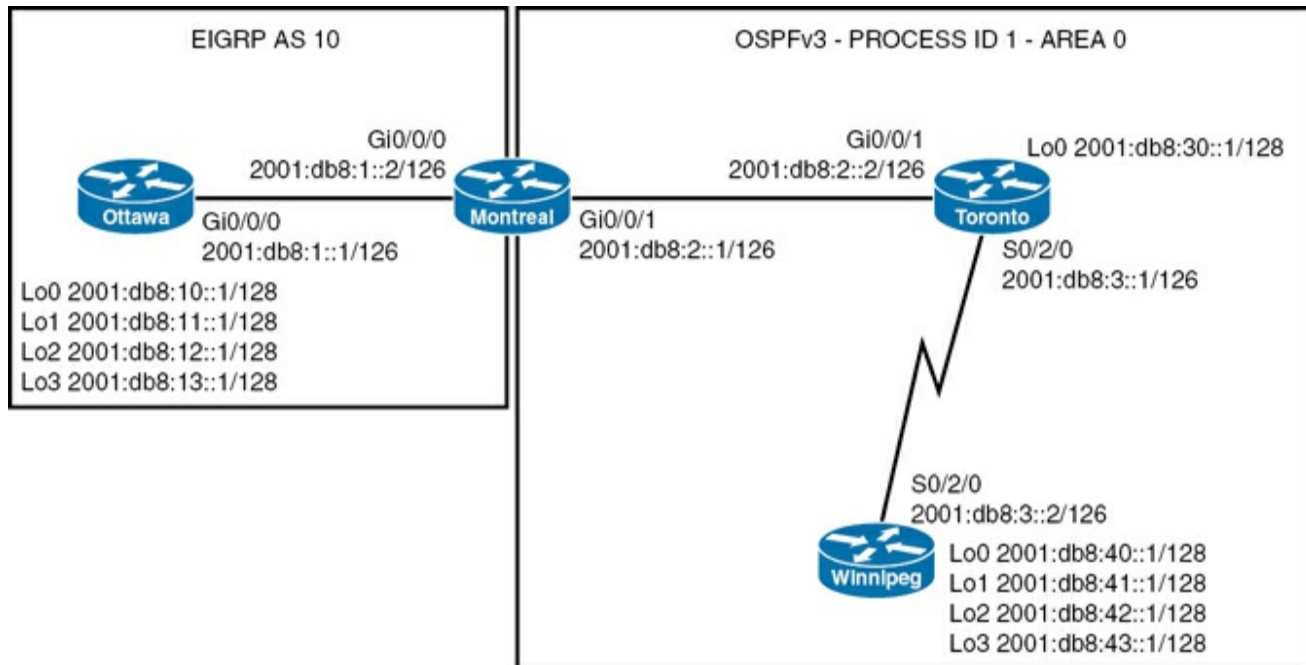 EIGRP AS 10
OSPFv3 - PROCESS ID 1 - AREA 0
Gi0/0/0
2001:db8:1::2/126
Ottawa
Gi0/0/0
2001:db8:1::1/126
Lo0 2001:db8:10::1/128
Lo1 2001:db8:11::1/128
Lo2 2001:db8:12::1/128
Lo3 2001:db8:13::1/128
Montreal
Gi0/0/1
2001:db8:2::1/126
Gi0/0/1
2001:db8:2::2/126
Lo0 2001:db8:30::1/128
Toronto
S0/2/0
2001:db8:3::1/126
S0/2/0
2001:db8:3::2/126
Winnipeg
Lo0 2001:db8:40::1/128
Lo1 2001:db8:41::1/128
Lo2 2001:db8:42::1/128
Lo3 2001:db8:43::1/128